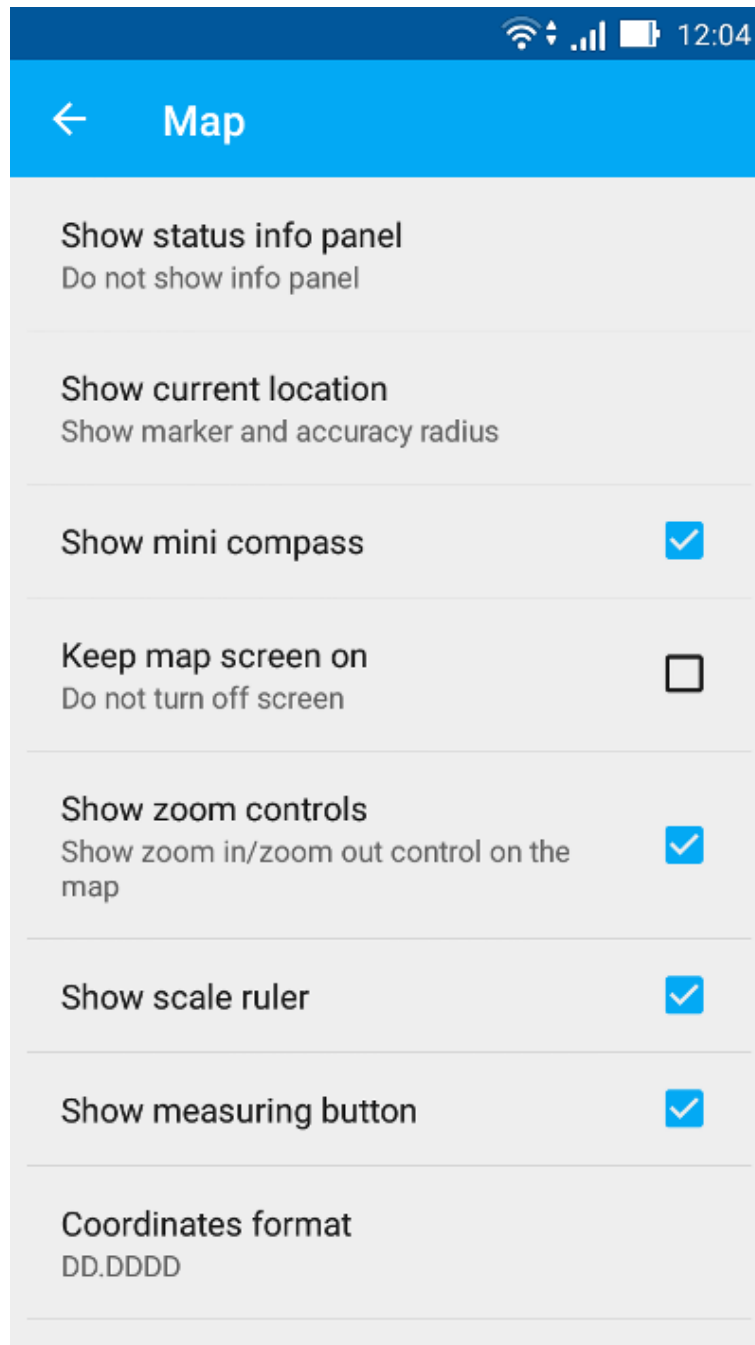 12:04
Map
Show status info panel
Do not show info panel
Show current location
Show marker and accuracy radius
Show mini compass
Keep map screen on
Do not turn off screen
Show zoom controls
Show zoom in/zoom out control on the
map
Show scale ruler
Show measuring button
Coordinates format
DD.DDDD